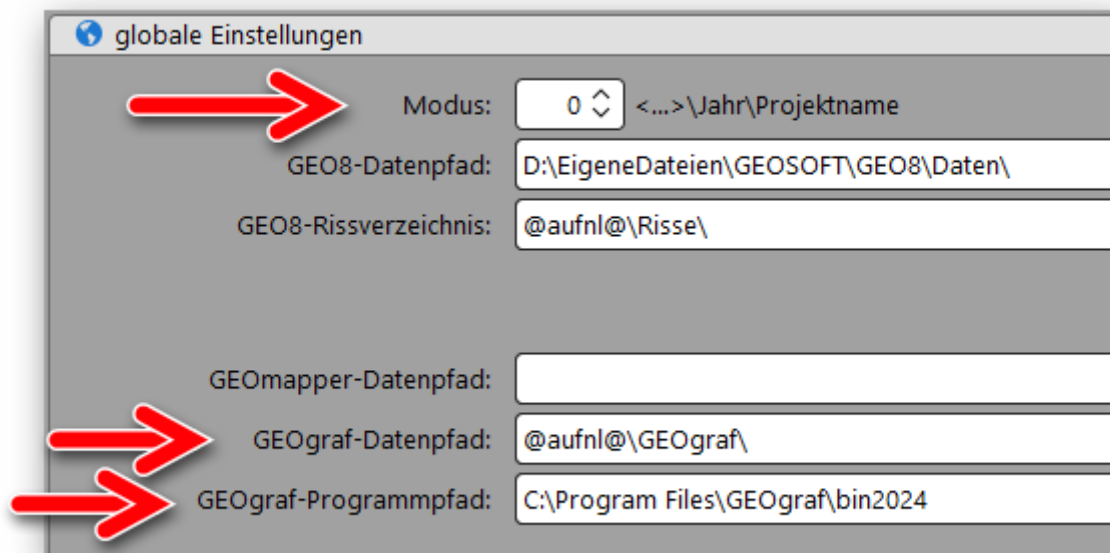 globale Einstellungen
Modus: 0 <...>\Jahr\Projektname
GEO8-Datenpfad: D:\EigeneDateien\GEOSOFT\GEO8\Daten\
GEO8-Rissverzeichnis: @aufnl@\Risse\
GEOmapper-Datenpfad:
GEOgraf-Datenpfad: @aufnl@\GEOgraf\
GEOgraf-Programmpfad: C:\Program Files\GEOgraf\bin2024